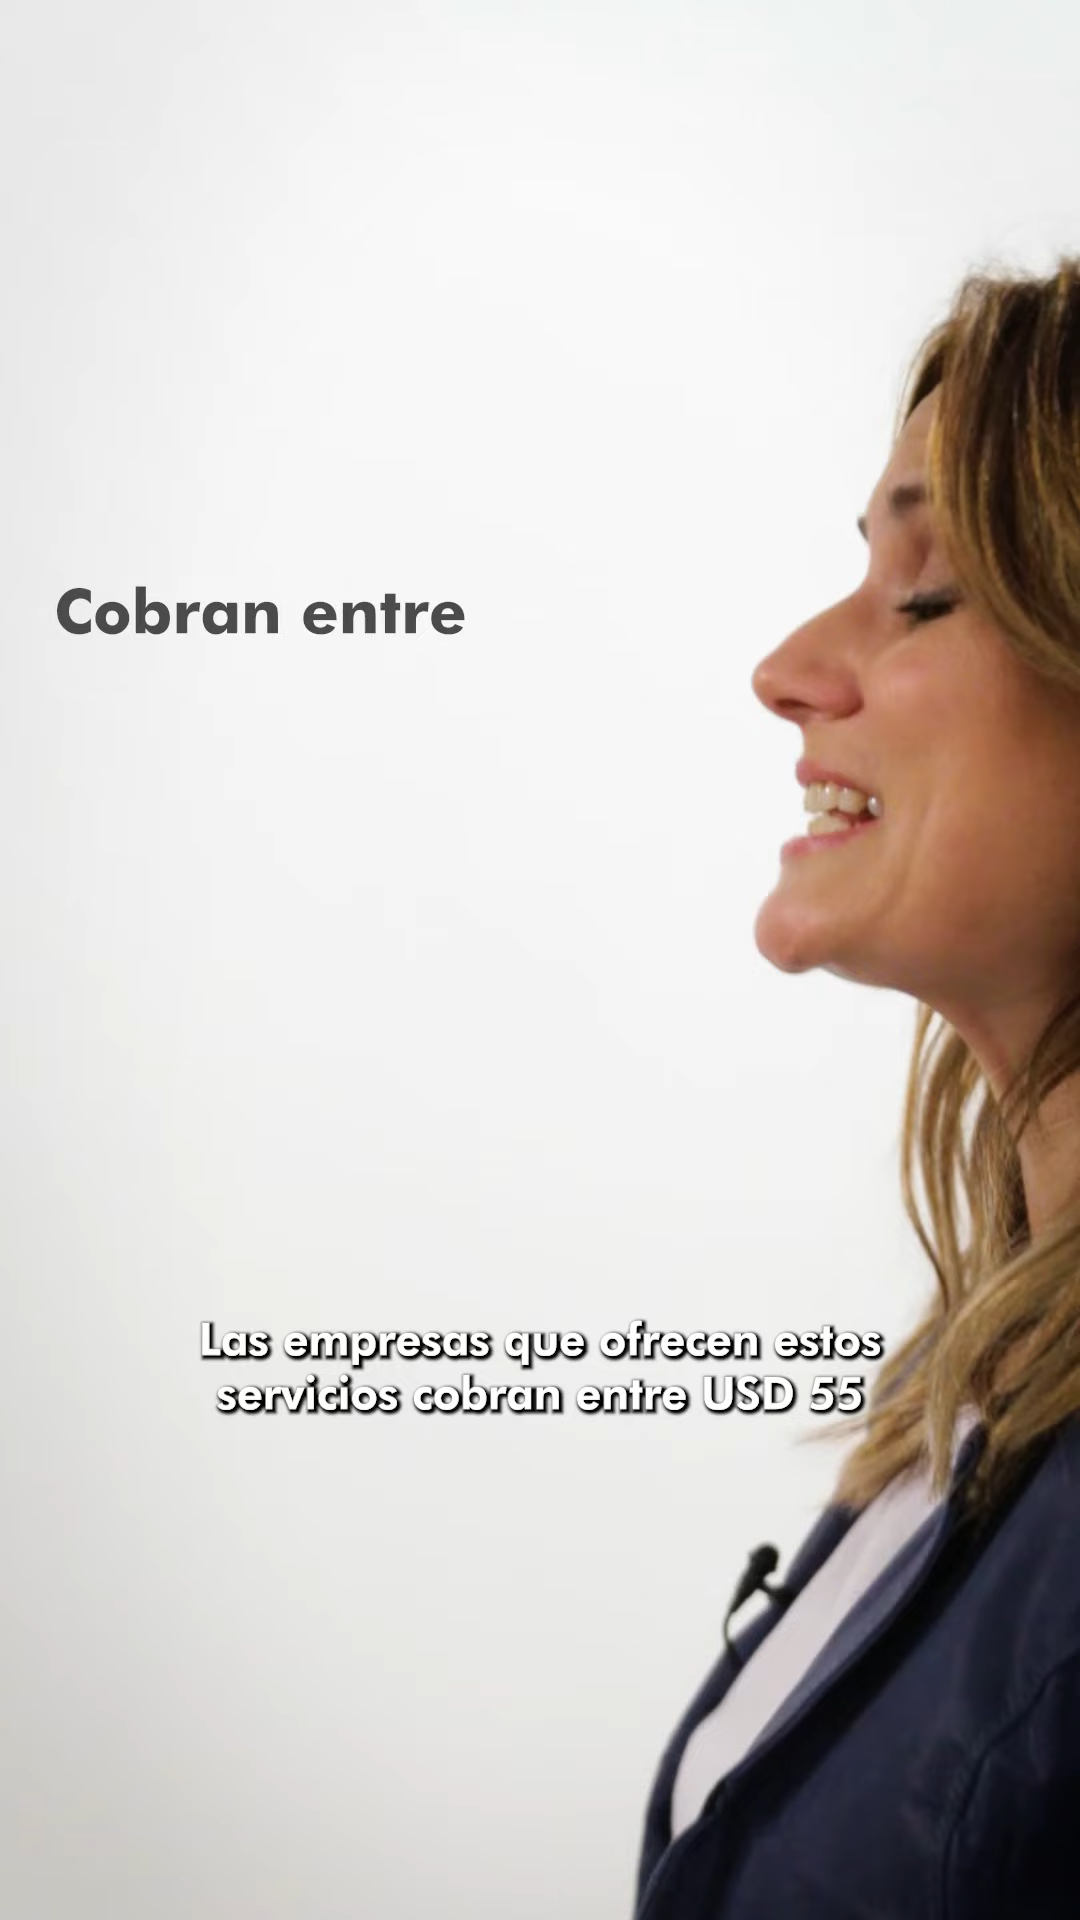 Cobran entre
Las empresas que ofrecen estos
servicios cobran entre USD 55